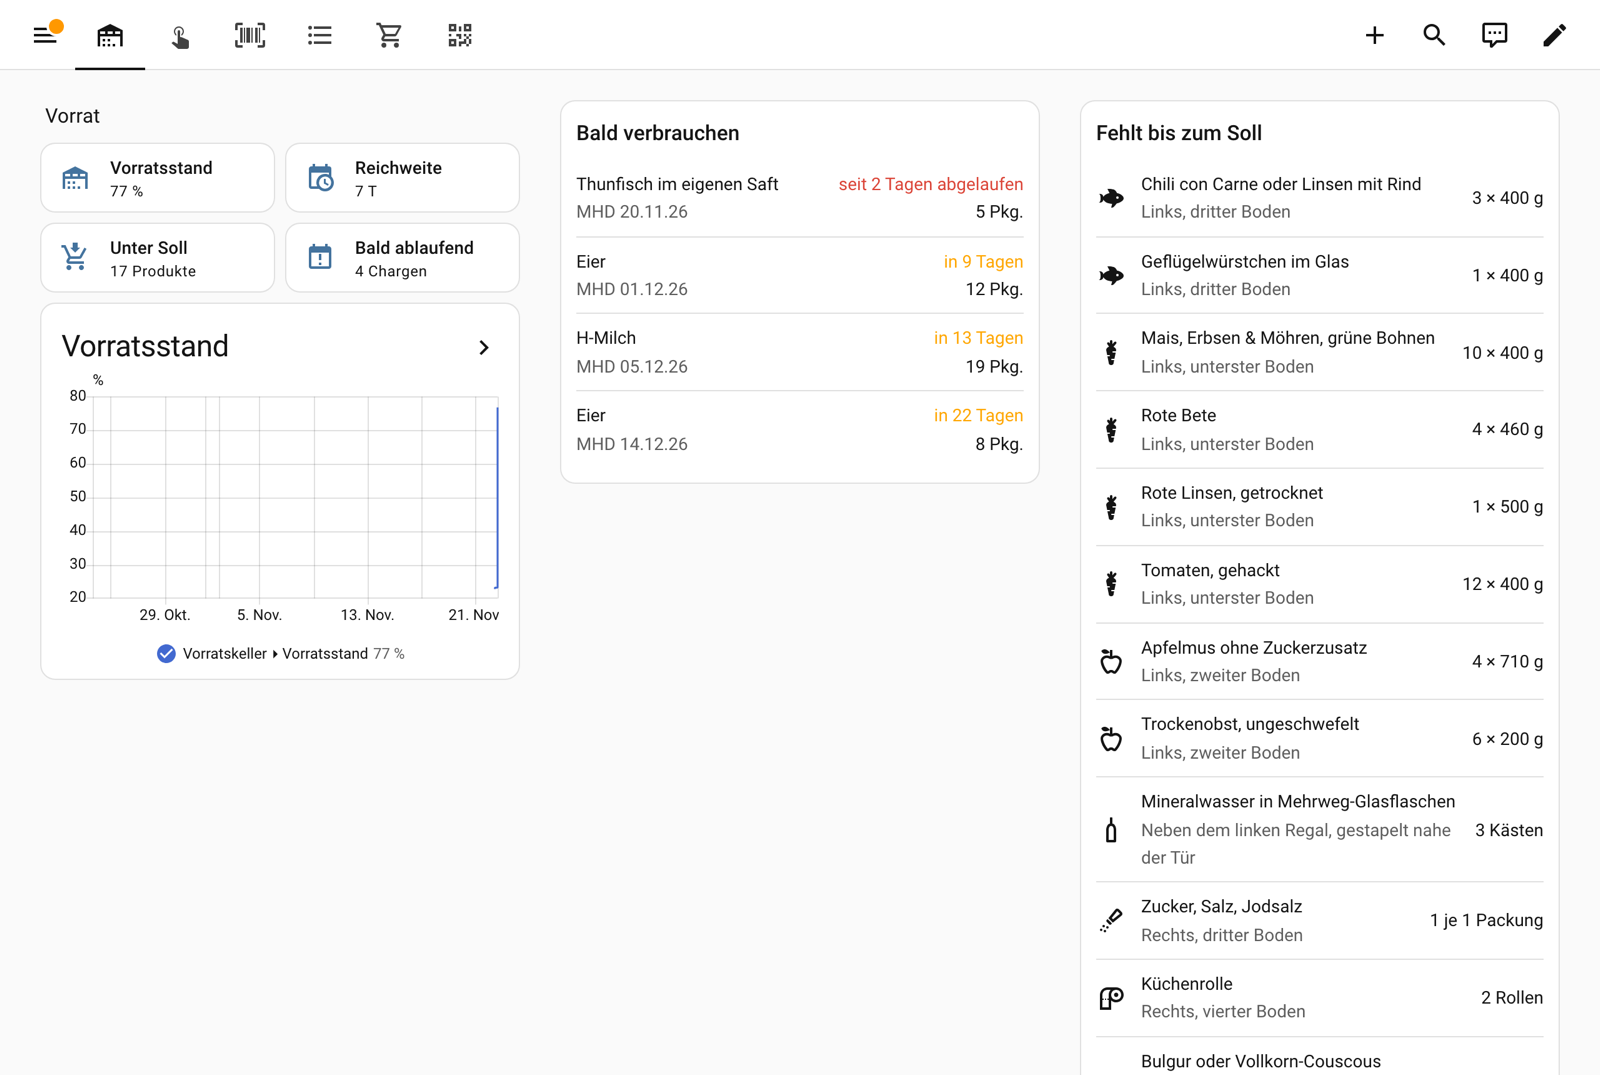 Vorrat
Vorratsstand
77 %
Reichweite
7 T
Unter Soll
17 Produkte
Bald ablaufend
4 Chargen
Vorratsstand
%
80
70
60
50
40
30
20
29. Okt.
5. Nov.
13. Nov.
21. Nov
Vorratskeller ▸ Vorratsstand 77 %
Bald verbrauchen
Thunfisch im eigenen Saft
seit 2 Tagen abgelaufen
MHD 20.11.26
5 Pkg.
Eier
in 9 Tagen
MHD 01.12.26
12 Pkg.
H-Milch
in 13 Tagen
MHD 05.12.26
19 Pkg.
Eier
in 22 Tagen
MHD 14.12.26
8 Pkg.
Fehlt bis zum Soll
Chili con Carne oder Linsen mit Rind
Links, dritter Boden
3 × 400 g
Geflügelwürstchen im Glas
Links, dritter Boden
1 × 400 g
Mais, Erbsen & Möhren, grüne Bohnen
Links, unterster Boden
10 × 400 g
Rote Bete
Links, unterster Boden
4 × 460 g
Rote Linsen, getrocknet
Links, unterster Boden
1 × 500 g
Tomaten, gehackt
Links, unterster Boden
12 × 400 g
Apfelmus ohne Zuckerzusatz
Links, zweiter Boden
4 × 710 g
Trockenobst, ungeschwefelt
Links, zweiter Boden
6 × 200 g
Mineralwasser in Mehrweg-Glasflaschen
Neben dem linken Regal, gestapelt nahe
der Tür
3 Kästen
Zucker, Salz, Jodsalz
Rechts, dritter Boden
1 je 1 Packung
Küchenrolle
Rechts, vierter Boden
2 Rollen
Bulgur oder Vollkorn-Couscous